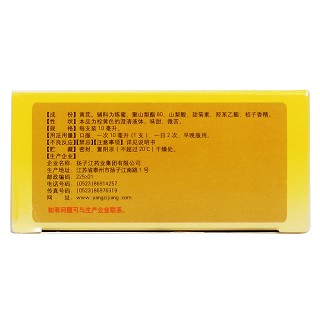 【成　　份】黄芪。辅料为炼蜜、聚山梨酯80、山梨酸、甜菊素、羟苯乙酯、桔子香精。
【性　　状】本品为棕黄色的澄清液体，味甜、微苦。
【规　　格】每支装10毫升。
【用法用量】口服，一次10毫升(1支)，一日2次，早晚服用。
【不良反应】【禁忌】【注意事项】详见说明书
【贮　　藏】密封，置阴凉(不超过20℃)干燥处。
【生产企业】
企业名称：扬子江药业集团有限公司
生产地址：江苏省泰州市扬子江南路1号
邮政编码：225321
电话号码：(0523)86914257
传真号码：(0523)86976319
网　　址：www.yangzijiang.com
如有问题可与生产企业联系。